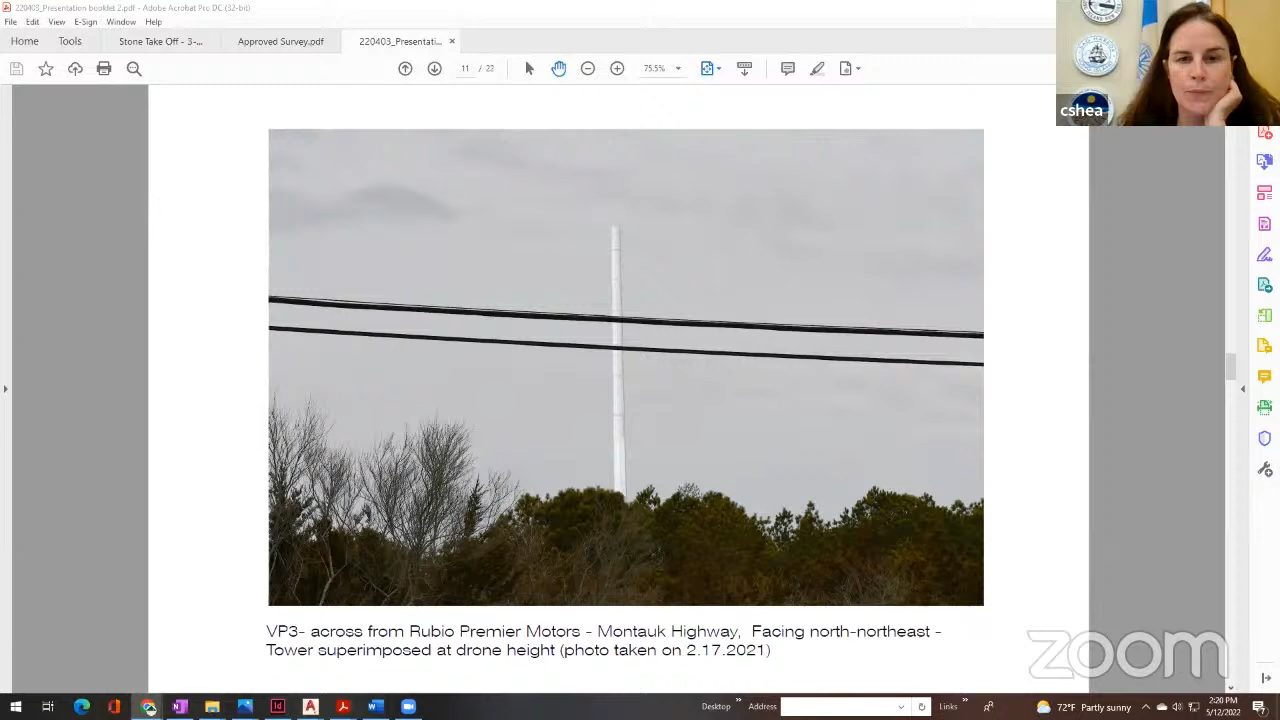 220403_Presentation booklet 2.pdf - Adobe Acrobat Pro DC (32-bit)
File Edit View E-Sign Window Help
Home Tools Stone Take Off - 3-... Approved Survey.pdf 220403_Presentati... ×
11 / 22 75.5%
cshea
VP3- across from Rubio Premier Motors - Montauk Highway, Facing north-northeast -
Tower superimposed at drone height (photo taken on 2.17.2021)
zoom
Desktop Address Links 72°F Partly sunny 2:20 PM
5/12/2022